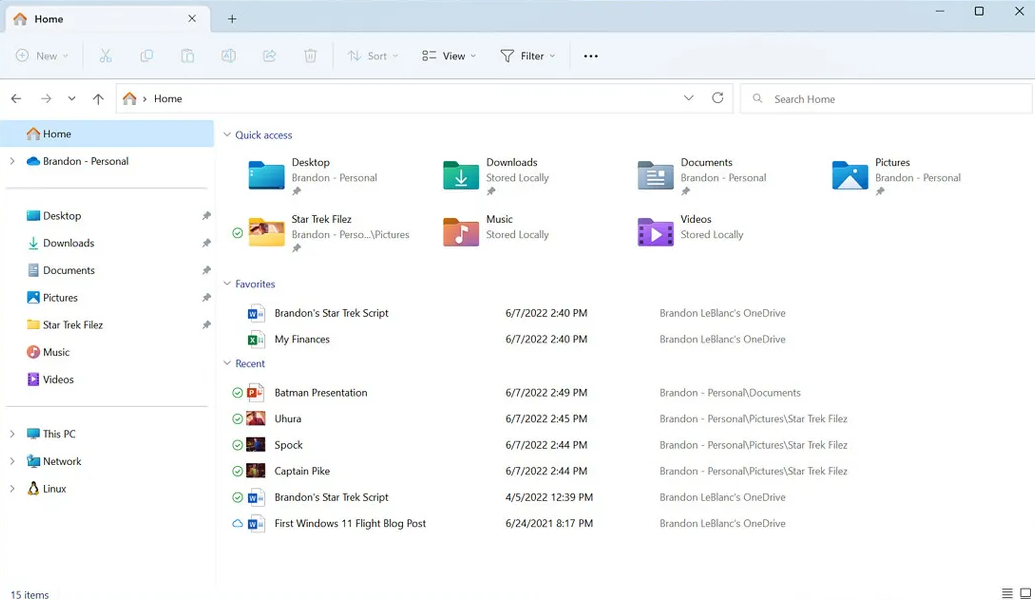 Home
New
Sort
View
Filter
Home
Search Home
Home
Brandon - Personal
Desktop
Downloads
Documents
Pictures
Star Trek Filez
Music
Videos
This PC
Network
Linux
Quick access
Desktop
Brandon - Personal
Downloads
Stored Locally
Documents
Brandon - Personal
Pictures
Brandon - Personal
Star Trek Filez
Brandon - Perso...\Pictures
Music
Stored Locally
Videos
Stored Locally
Favorites
Brandon's Star Trek Script 6/7/2022 2:40 PM Brandon LeBlanc's OneDrive
My Finances 6/7/2022 2:40 PM Brandon LeBlanc's OneDrive
Recent
Batman Presentation 6/7/2022 2:49 PM Brandon - Personal\Documents
Uhura 6/7/2022 2:45 PM Brandon - Personal\Pictures\Star Trek Filez
Spock 6/7/2022 2:44 PM Brandon - Personal\Pictures\Star Trek Filez
Captain Pike 6/7/2022 2:44 PM Brandon - Personal\Pictures\Star Trek Filez
Brandon's Star Trek Script 4/5/2022 12:39 PM Brandon LeBlanc's OneDrive
First Windows 11 Flight Blog Post 6/24/2021 8:17 PM Brandon LeBlanc's OneDrive
15 items